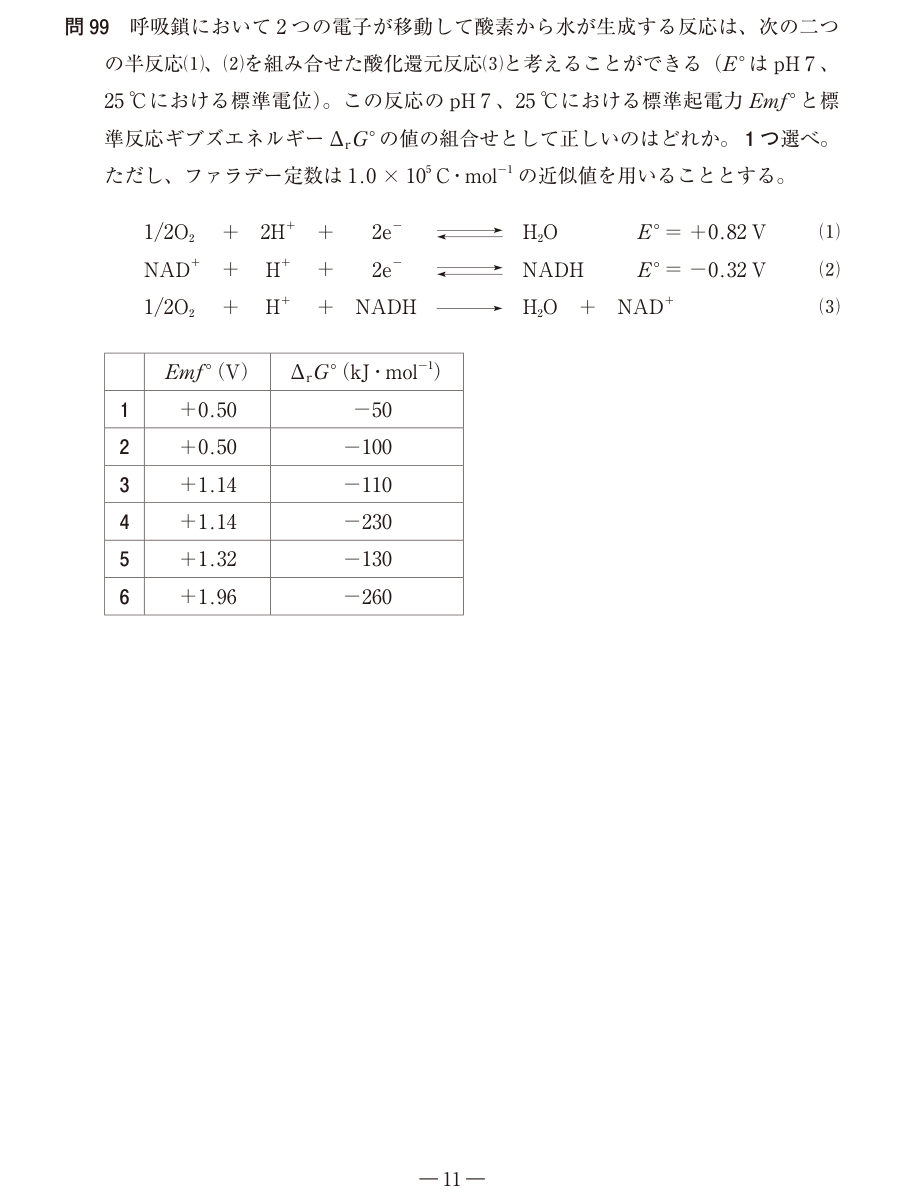 問 99　呼吸鎖において２つの電子が移動して酸素から水が生成する反応は、次の二つ
の半反応⑴、⑵を組み合せた酸化還元反応⑶と考えることができる（E°は pH 7 、
25 ℃における標準電位）。この反応の pH 7 、25 ℃における標準起電力 Emf° と標
準反応ギブズエネルギー ΔrG° の値の組合せとして正しいのはどれか。１つ選べ。
ただし、ファラデー定数は 1.0 × 10⁵ C・mol⁻¹ の近似値を用いることとする。
1/2O₂ + 2H⁺ + 2e⁻ ⇌ H₂O E° = +0.82 V ⑴
NAD⁺ + H⁺ + 2e⁻ ⇌ NADH E° = −0.32 V ⑵
1/2O₂ + H⁺ + NADH → H₂O + NAD⁺ ⑶
Emf° (V) ΔrG° (kJ・mol⁻¹)
1 +0.50 −50
2 +0.50 −100
3 +1.14 −110
4 +1.14 −230
5 +1.32 −130
6 +1.96 −260
— 11 —